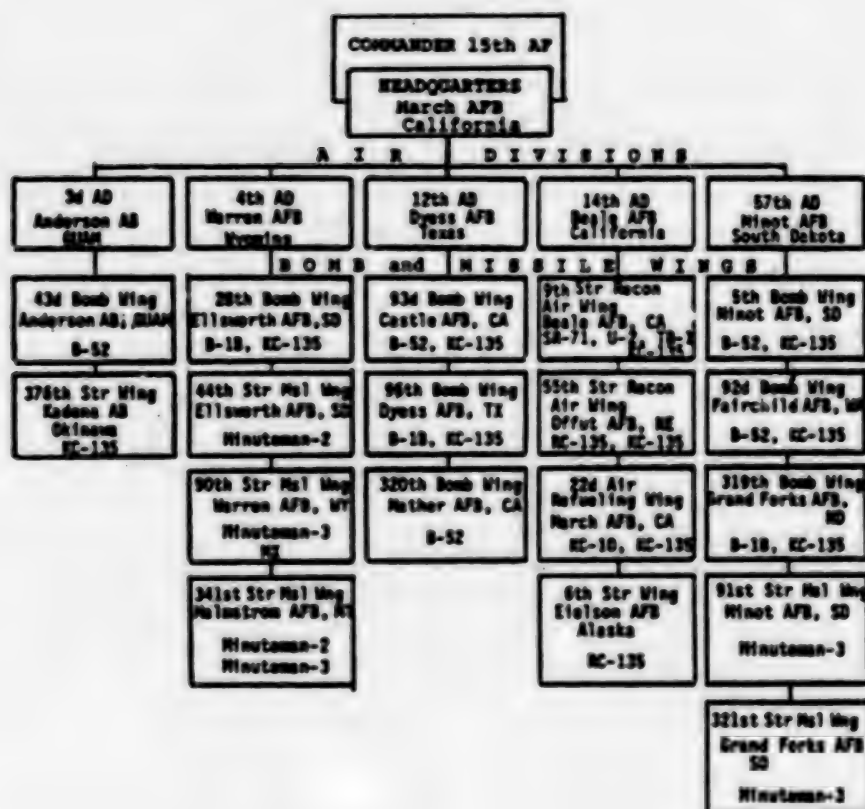 COMMANDER 15th AF
HEADQUARTERS
March AFB
California
AIR DIVISIONS
3d AD
Anderson AB
GUAM
4th AD
Warren AFB
Wyoming
12th AD
Dyess AFB
Texas
14th AD
Beale AFB
California
57th AD
Minot AFB
South Dakota
BOMB and MISSILE WINGS
43d Bomb Wing
Anderson AB, GUAM
B-52
376th Str Wing
Kadena AB
Okinawa
KC-135
28th Bomb Wing
Ellsworth AFB, SD
B-1B, KC-135
44th Str Msl Wng
Ellsworth AFB, SD
Minuteman-2
90th Str Msl Wng
Warren AFB, WY
Minuteman-3
MX
341st Str Msl Wng
Malmstrom AFB, MT
Minuteman-2
Minuteman-3
93d Bomb Wing
Castle AFB, CA
B-52, KC-135
96th Bomb Wing
Dyess AFB, TX
B-1B, KC-135
320th Bomb Wing
Mather AFB, CA
B-52
9th Str Recon
Air Wing
Beale AFB, CA
SR-71, U-2,
55th Str Recon
Air Wing
Offut AFB, NE
RC-135, KC-135
22d Air
Refueling Wing
March AFB, CA
KC-10, KC-135
6th Str Wing
Eielson AFB
Alaska
RC-135
5th Bomb Wing
Minot AFB, SD
B-52, KC-135
92d Bomb Wing
Fairchild AFB, WA
B-52, KC-135
319th Bomb Wing
Grand Forks AFB,
ND
B-1B, KC-135
91st Str Msl Wng
Minot AFB, SD
Minuteman-3
321st Str Msl Wng
Grand Forks AFB
SD
Minuteman-3